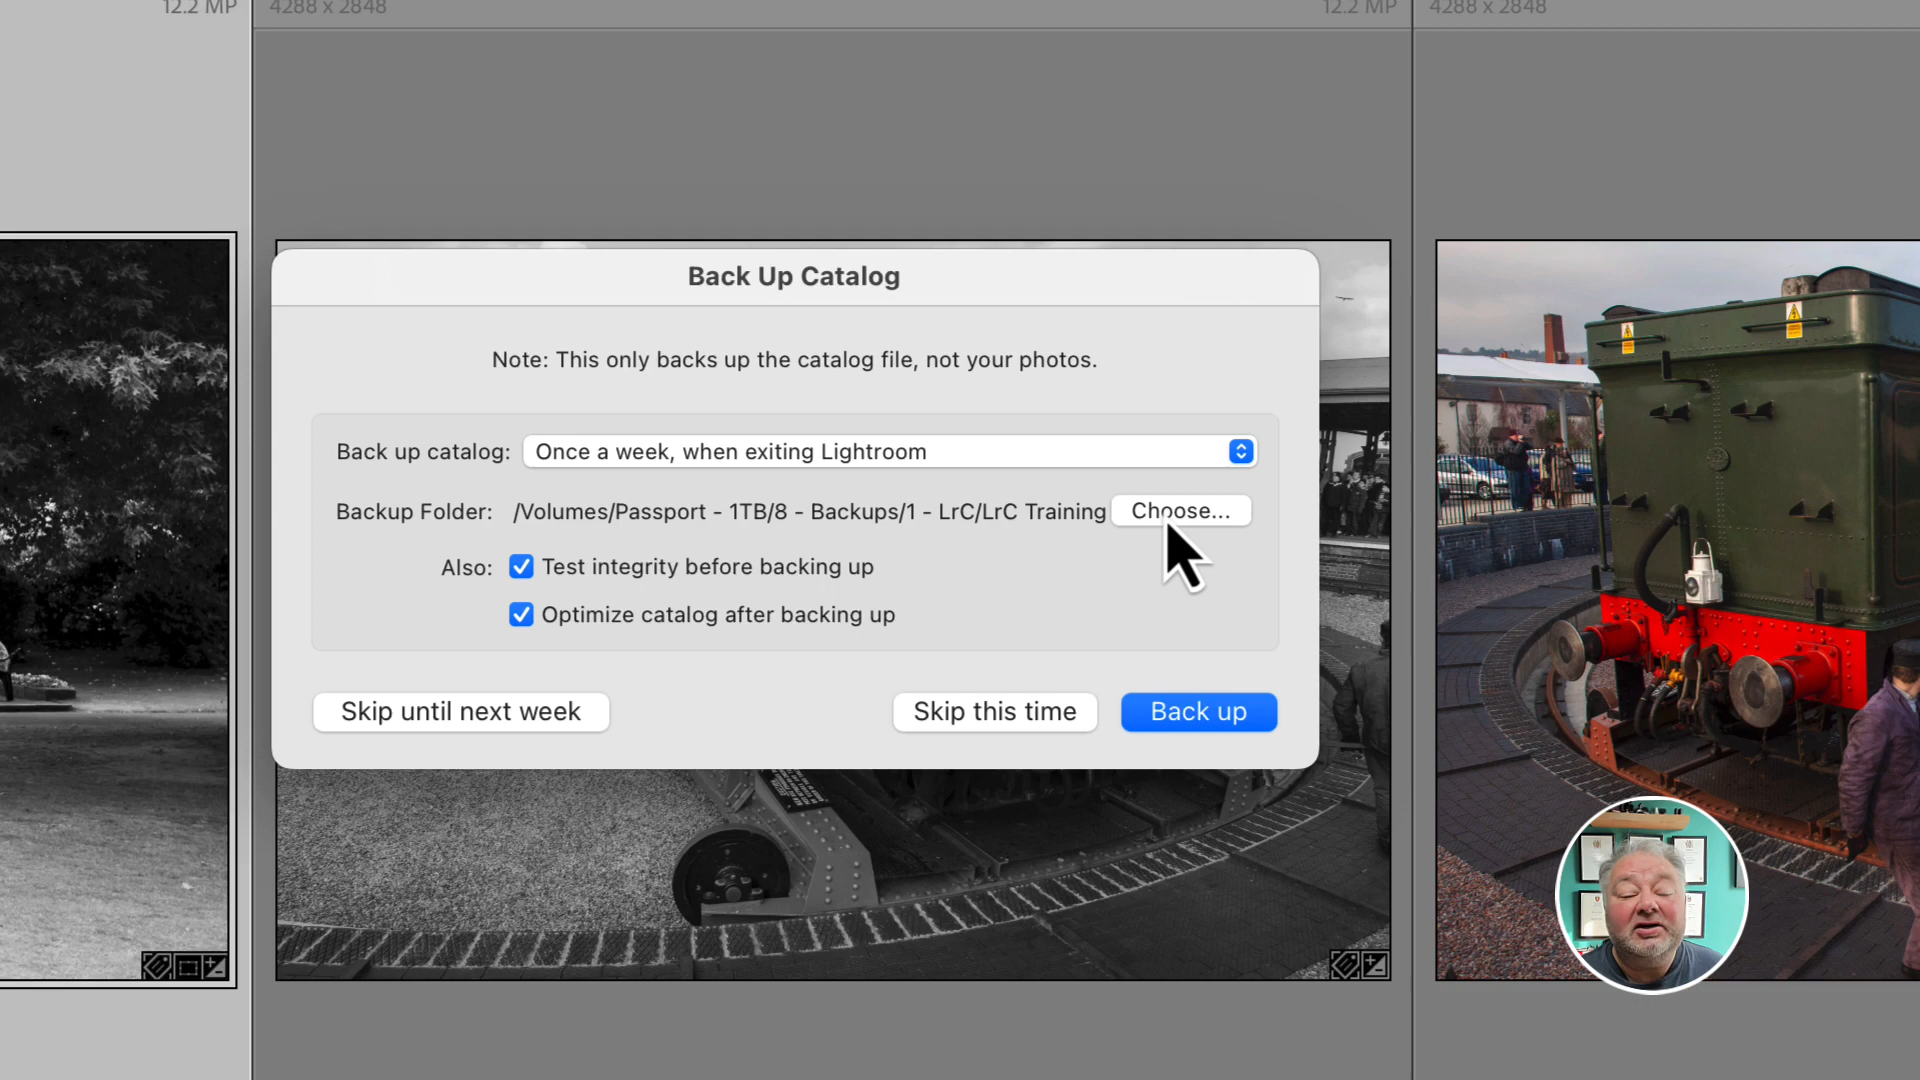 12.2 MP
4288 x 2848
12.2 MP
4288 x 2848
Back Up Catalog
Note: This only backs up the catalog file, not your photos.
Back up catalog: Once a week, when exiting Lightroom
Backup Folder: /Volumes/Passport - 1TB/8 - Backups/1 - LrC/LrC Training Choose...
Also: Test integrity before backing up
Optimize catalog after backing up
Skip until next week
Skip this time
Back up